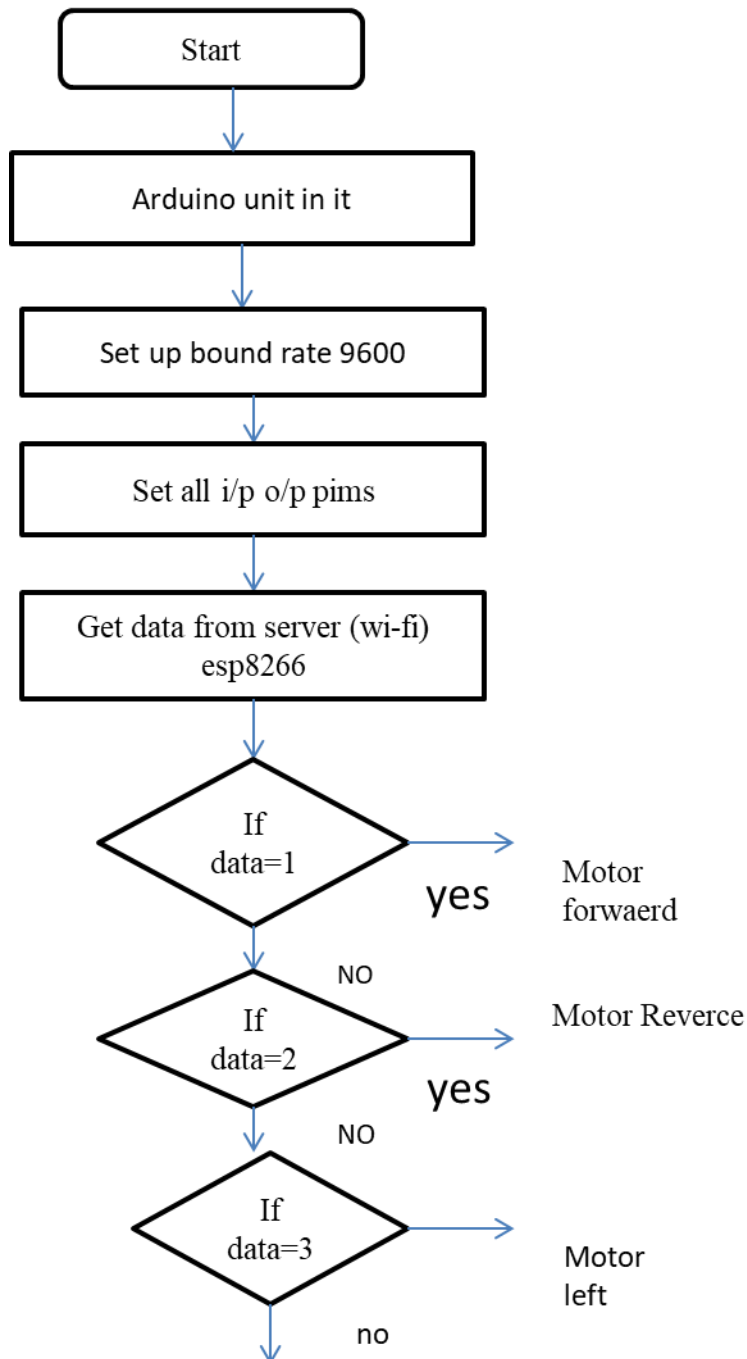 Start
Arduino unit in it
Set up bound rate 9600
Set all i/p o/p pims
Get data from server (wi-fi)
esp8266
If
data=1
yes
Motor
forwaerd
NO
If
data=2
Motor Reverce
yes
NO
If
data=3
Motor
left
no